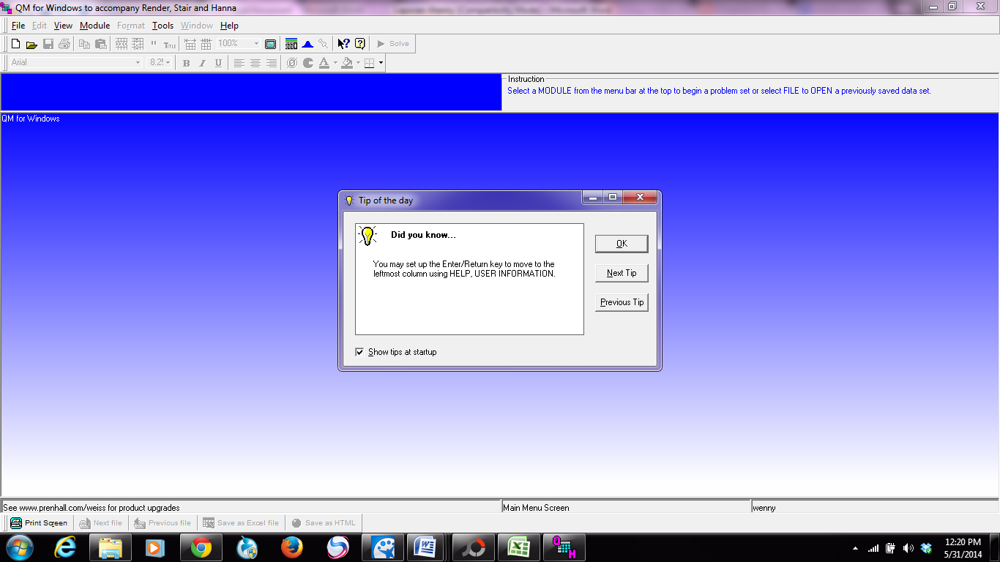 QM for Windows to accompany Render, Stair and Hanna
File Edit View Module Format Tools Window Help
" TITLE 100% Solve
Arial 8.25 B I U A
Instruction
Select a MODULE from the menu bar at the top to begin a problem set or select FILE to OPEN a previously saved data set.
QM for Windows
Tip of the day
Did you know...
You may set up the Enter/Return key to move to the
leftmost column using HELP, USER INFORMATION.
OK
Next Tip
Previous Tip
Show tips at startup
See www.prenhall.com/weiss for product upgrades
Main Menu Screen
wenny
Print Screen Next file Previous file Save as Excel file Save as HTML
12:20 PM
5/31/2014